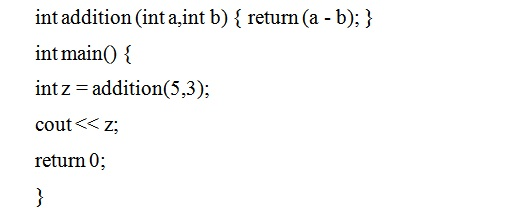 int addition (int a,int b) { return (a - b); }
int main() {
int z = addition(5,3);
cout << z;
return 0;
}